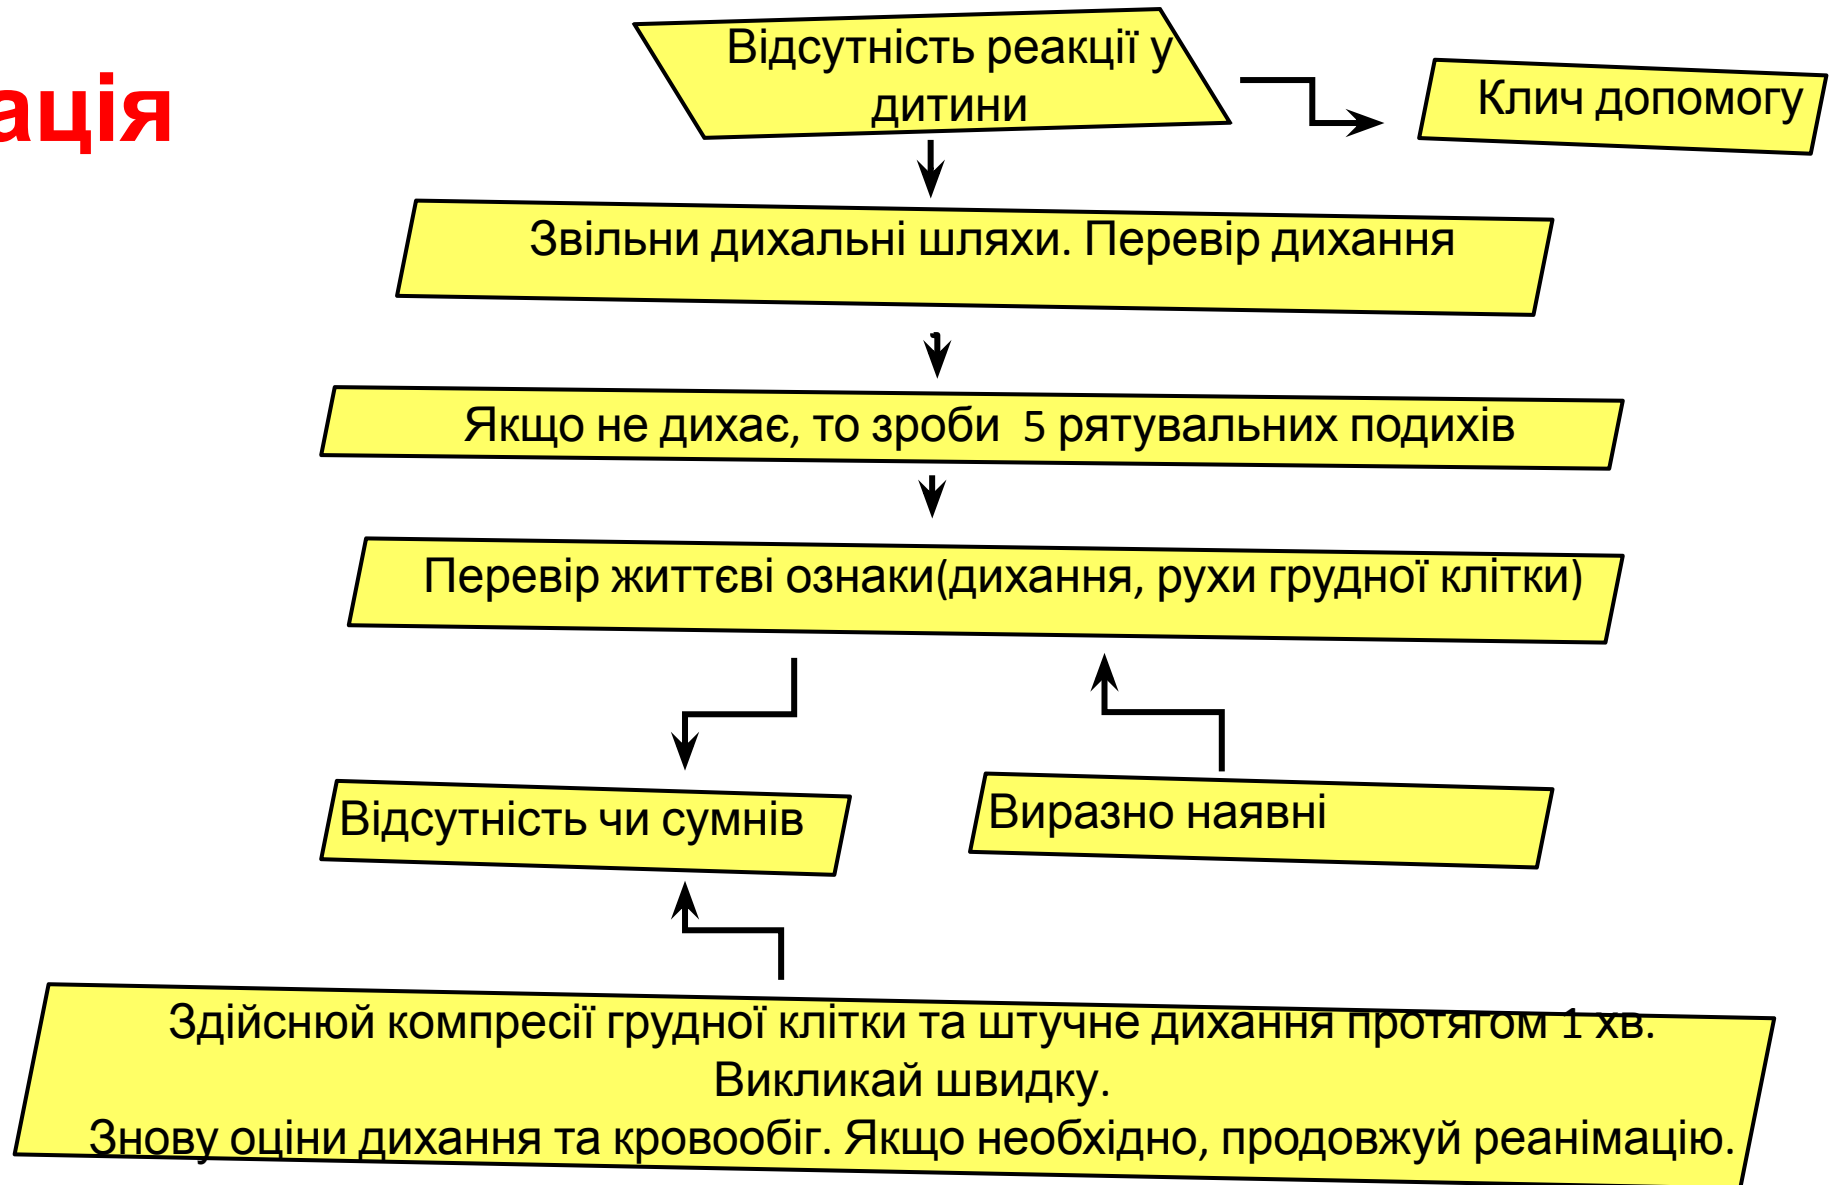 ація
Відсутність реакції у
дитини
Клич допомогу
Звільни дихальні шляхи. Перевір дихання
Якщо не дихає, то зроби 5 рятувальних подихів
Перевір життєві ознаки(дихання, рухи грудної клітки)
Відсутність чи сумнів
Виразно наявні
Здійснюй компресії грудної клітки та штучне дихання протягом 1 хв.
Викликай швидку.
Знову оціни дихання та кровообіг. Якщо необхідно, продовжуй реанімацію.